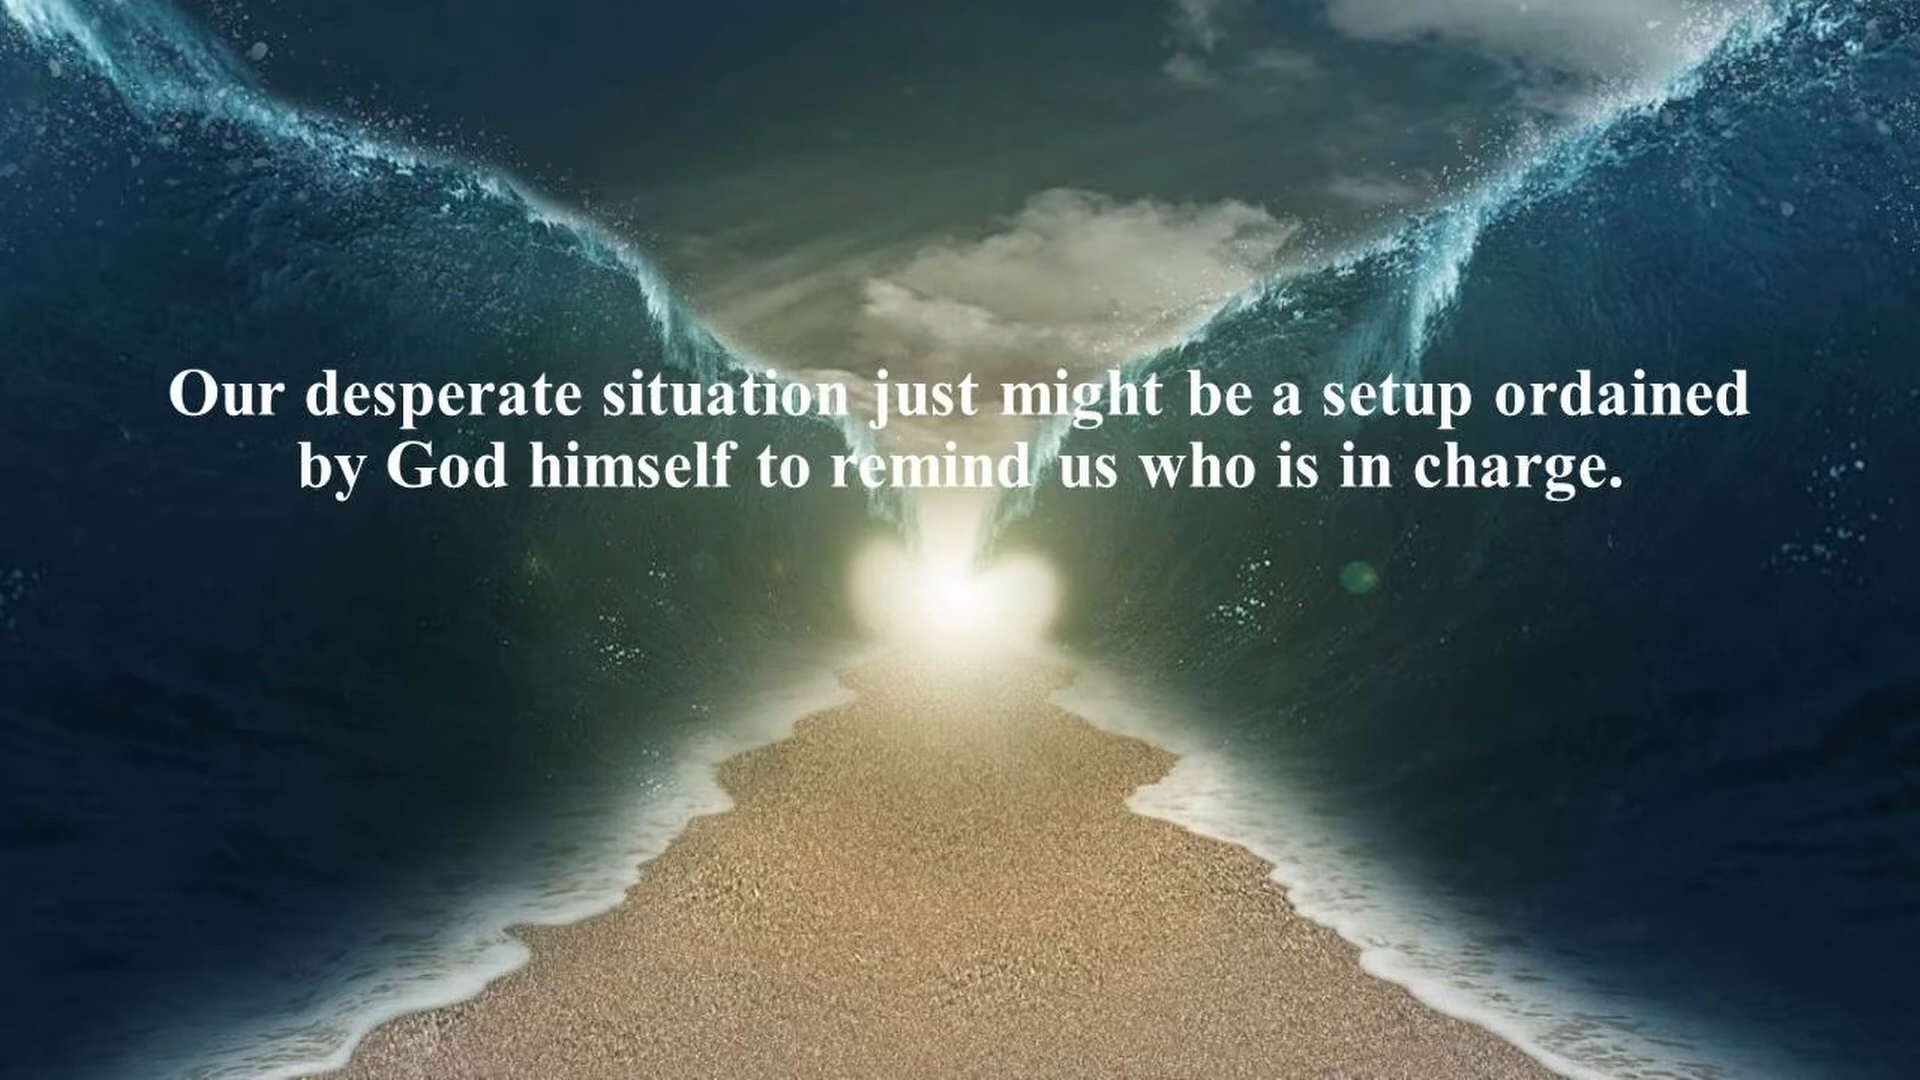 Our desperate situation just might be a setup ordained
by God himself to remind us who is in charge.